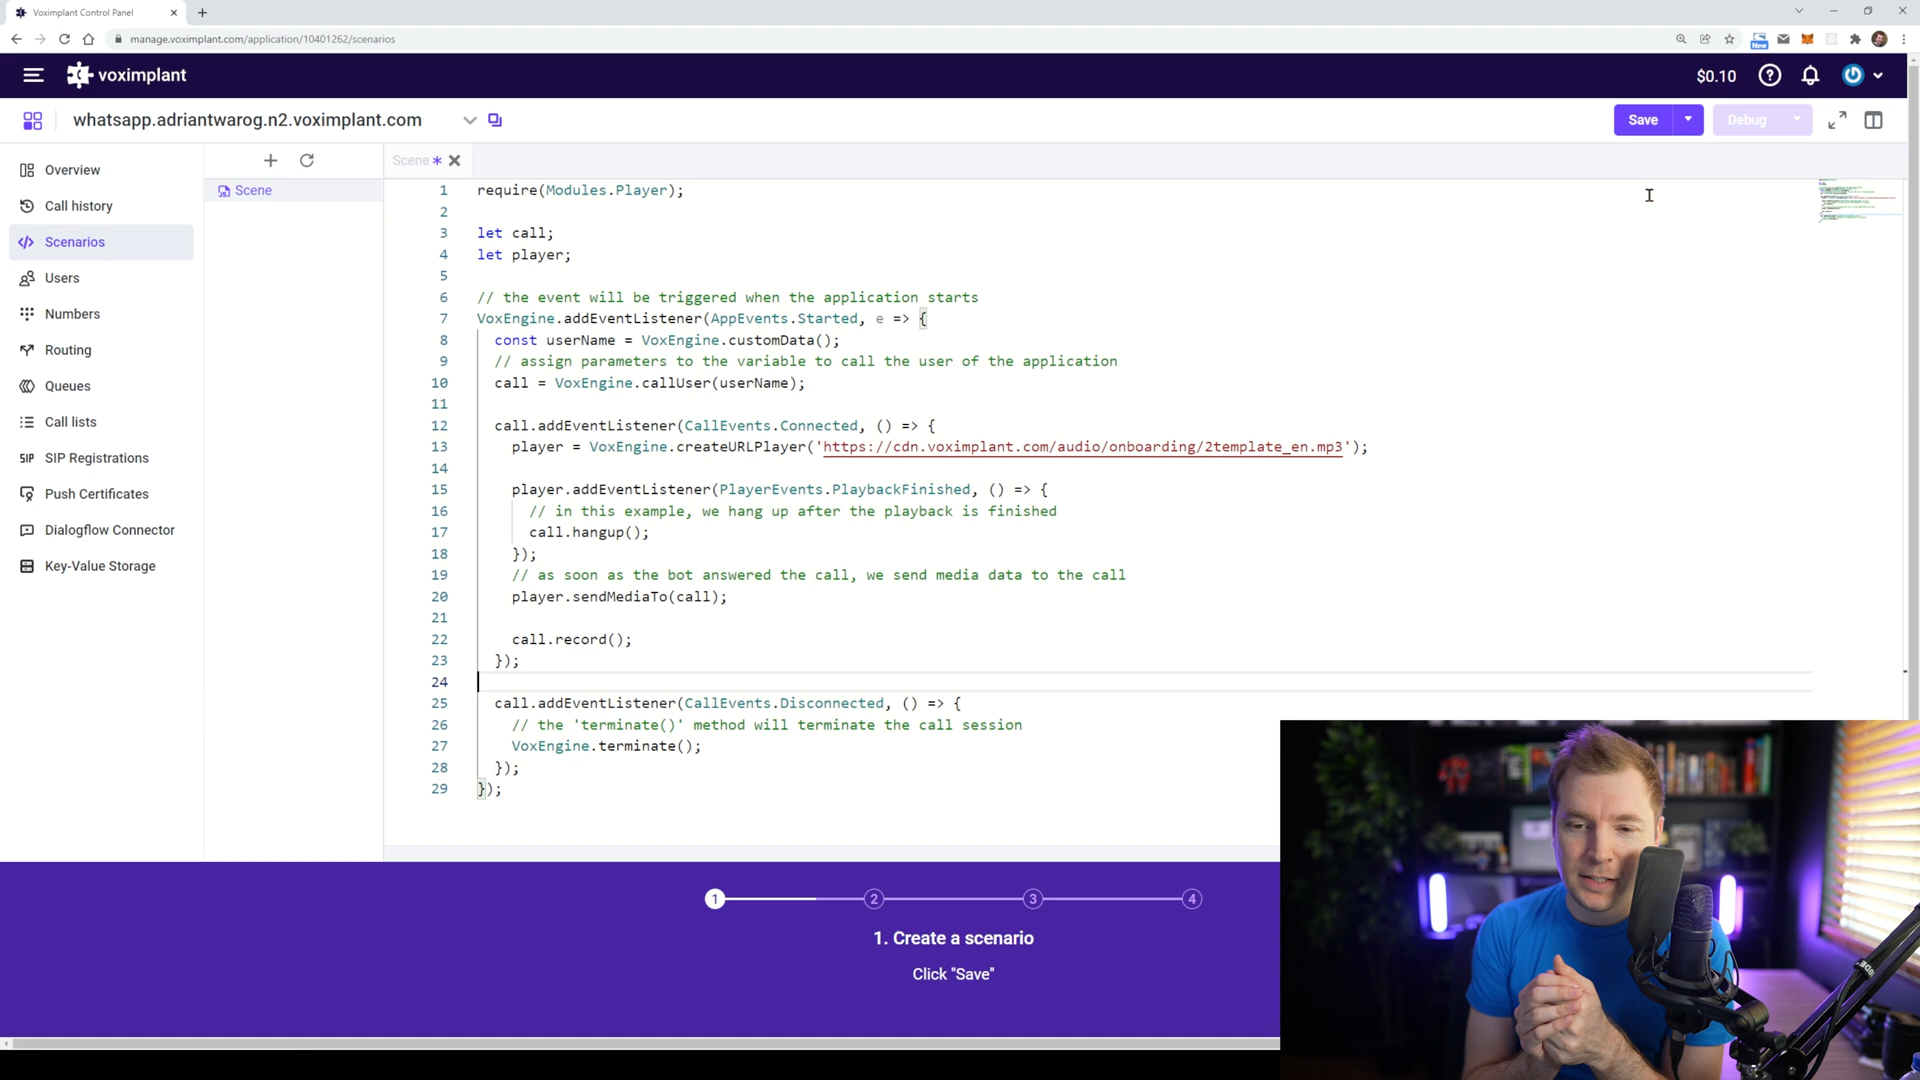 Voximplant Control Panel
manage.voximplant.com/application/10401262/scenarios
New
voximplant
$0.10
whatsapp.adriantwarog.n2.voximplant.com
Save
Debug
Overview
Call history
Scenarios
Users
Numbers
Routing
Queues
Call lists
SIP SIP Registrations
Push Certificates
Dialogflow Connector
Key-Value Storage
Scene
Scene *
1 require(Modules.Player);
2
3 let call;
4 let player;
5
6 // the event will be triggered when the application starts
7 VoxEngine.addEventListener(AppEvents.Started, e => {
8 const userName = VoxEngine.customData();
9 // assign parameters to the variable to call the user of the application
10 call = VoxEngine.callUser(userName);
11
12 call.addEventListener(CallEvents.Connected, () => {
13 player = VoxEngine.createURLPlayer('https://cdn.voximplant.com/audio/onboarding/2template_en.mp3');
14
15 player.addEventListener(PlayerEvents.PlaybackFinished, () => {
16 // in this example, we hang up after the playback is finished
17 call.hangup();
18 });
19 // as soon as the bot answered the call, we send media data to the call
20 player.sendMediaTo(call);
21
22 call.record();
23 });
24
25 call.addEventListener(CallEvents.Disconnected, () => {
26 // the 'terminate()' method will terminate the call session
27 VoxEngine.terminate();
28 });
29 });
1 2 3 4
1. Create a scenario
Click "Save"